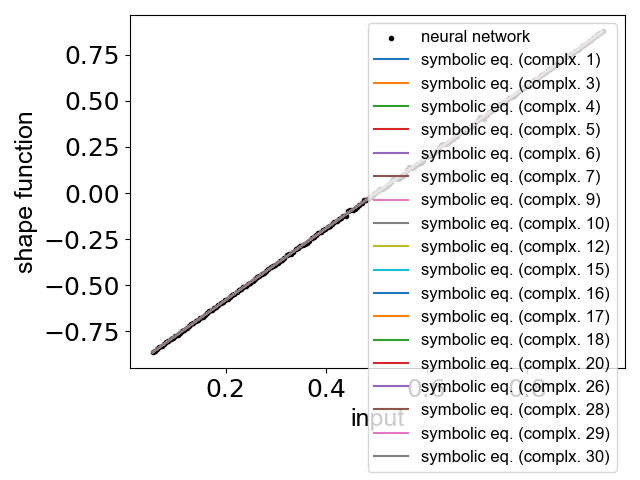 neural network
symbolic eq. (complx. 1)
symbolic eq. (complx. 3)
symbolic eq. (complx. 4)
symbolic eq. (complx. 5)
symbolic eq. (complx. 6)
symbolic eq. (complx. 7)
symbolic eq. (complx. 9)
symbolic eq. (complx. 10)
symbolic eq. (complx. 12)
symbolic eq. (complx. 15)
symbolic eq. (complx. 16)
symbolic eq. (complx. 17)
symbolic eq. (complx. 18)
symbolic eq. (complx. 20)
symbolic eq. (complx. 26)
symbolic eq. (complx. 28)
symbolic eq. (complx. 29)
symbolic eq. (complx. 30)
shape function
0.75
0.50
0.25
0.00
−0.25
−0.50
−0.75
0.2 0.4 0.6 0.8
input